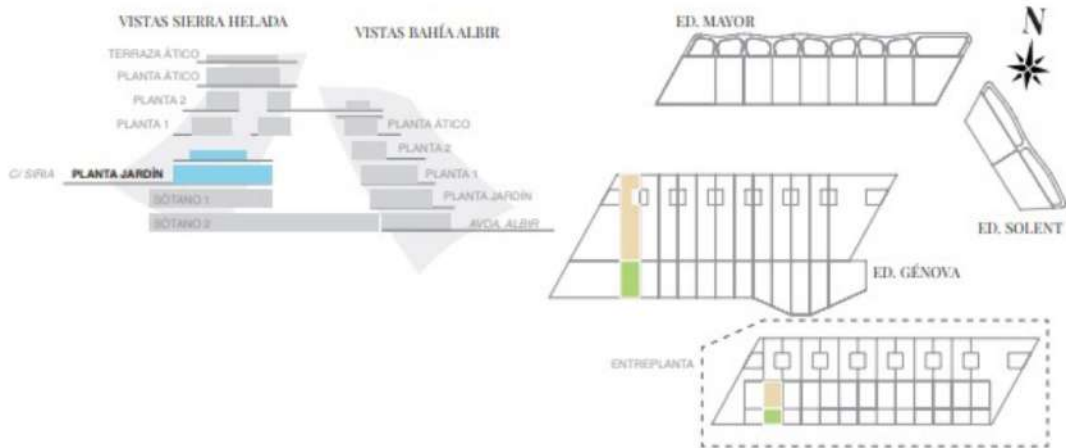 VISTAS SIERRA HELADA
VISTAS BAHÍA ALBIR
TERRAZA ÁTICO
PLANTA ÁTICO
PLANTA 2
PLANTA 1
C/ SIRIA
PLANTA JARDÍN
SÓTANO 1
SÓTANO 2
PLANTA ÁTICO
PLANTA 2
PLANTA 1
PLANTA JARDÍN
AVDA. ALBIR
ED. MAYOR
N
ED. SOLENT
ED. GÉNOVA
ENTREPLANTA